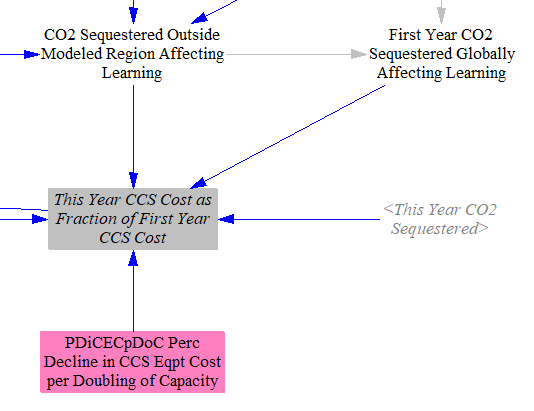 CO2 Sequestered Outside
Modeled Region Affecting
Learning
First Year CO2
Sequestered Globally
Affecting Learning
This Year CCS Cost as
Fraction of First Year
CCS Cost
<This Year CO2
Sequestered>
PDiCECpDoC Perc
Decline in CCS Eqpt Cost
per Doubling of Capacity